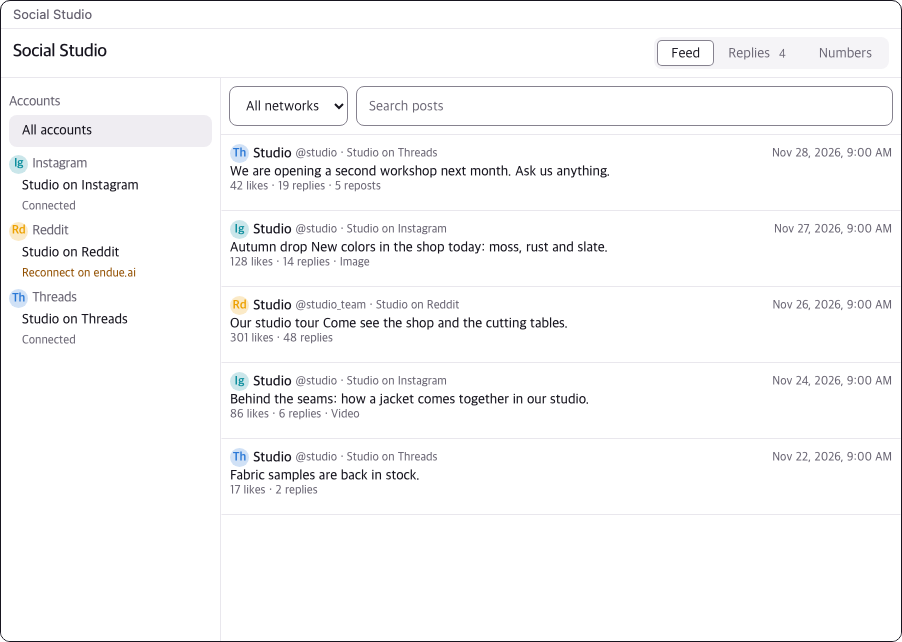 Social Studio
Social Studio
Feed
Replies 4
Numbers
Accounts
All accounts
Ig Instagram
Studio on Instagram
Connected
Rd Reddit
Studio on Reddit
Reconnect on endue.ai
Th Threads
Studio on Threads
Connected
All networks
Search posts
Th Studio @studio · Studio on Threads Nov 28, 2026, 9:00 AM
We are opening a second workshop next month. Ask us anything.
42 likes · 19 replies · 5 reposts
Ig Studio @studio · Studio on Instagram Nov 27, 2026, 9:00 AM
Autumn drop New colors in the shop today: moss, rust and slate.
128 likes · 14 replies · Image
Rd Studio @studio_team · Studio on Reddit Nov 26, 2026, 9:00 AM
Our studio tour Come see the shop and the cutting tables.
301 likes · 48 replies
Ig Studio @studio · Studio on Instagram Nov 24, 2026, 9:00 AM
Behind the seams: how a jacket comes together in our studio.
86 likes · 6 replies · Video
Th Studio @studio · Studio on Threads Nov 22, 2026, 9:00 AM
Fabric samples are back in stock.
17 likes · 2 replies